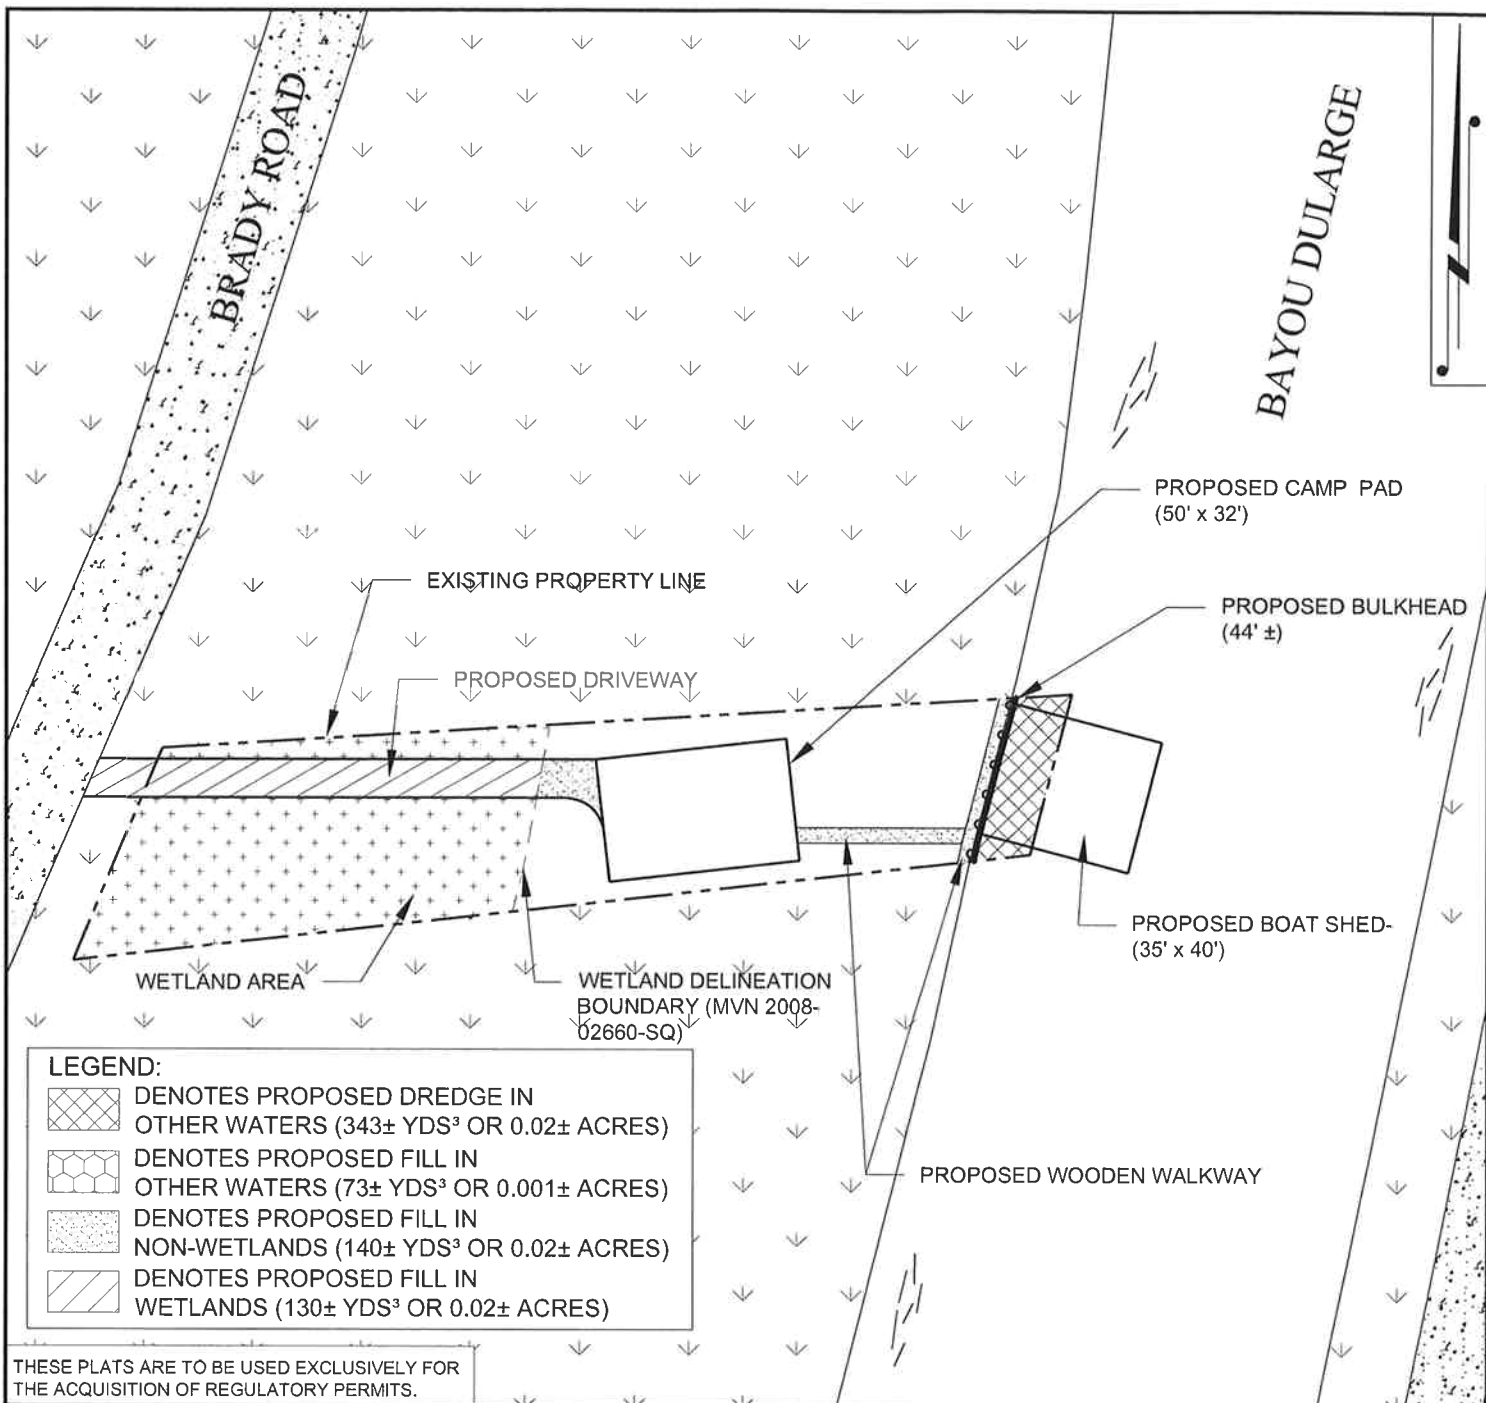 BRADY ROAD
BAYOU DULARGE
PROPOSED CAMP PAD
(50' x 32')
EXISTING PROPERTY LINE
PROPOSED BULKHEAD
(44' ±)
PROPOSED DRIVEWAY
PROPOSED BOAT SHED-
(35' x 40')
WETLAND AREA
WETLAND DELINEATION
BOUNDARY (MVN 2008-
02660-SQ)
PROPOSED WOODEN WALKWAY
LEGEND:
DENOTES PROPOSED DREDGE IN
OTHER WATERS (343± YDS³ OR 0.02± ACRES)
DENOTES PROPOSED FILL IN
OTHER WATERS (73± YDS³ OR 0.001± ACRES)
DENOTES PROPOSED FILL IN
NON-WETLANDS (140± YDS³ OR 0.02± ACRES)
DENOTES PROPOSED FILL IN
WETLANDS (130± YDS³ OR 0.02± ACRES)
THESE PLATS ARE TO BE USED EXCLUSIVELY FOR
THE ACQUISITION OF REGULATORY PERMITS.